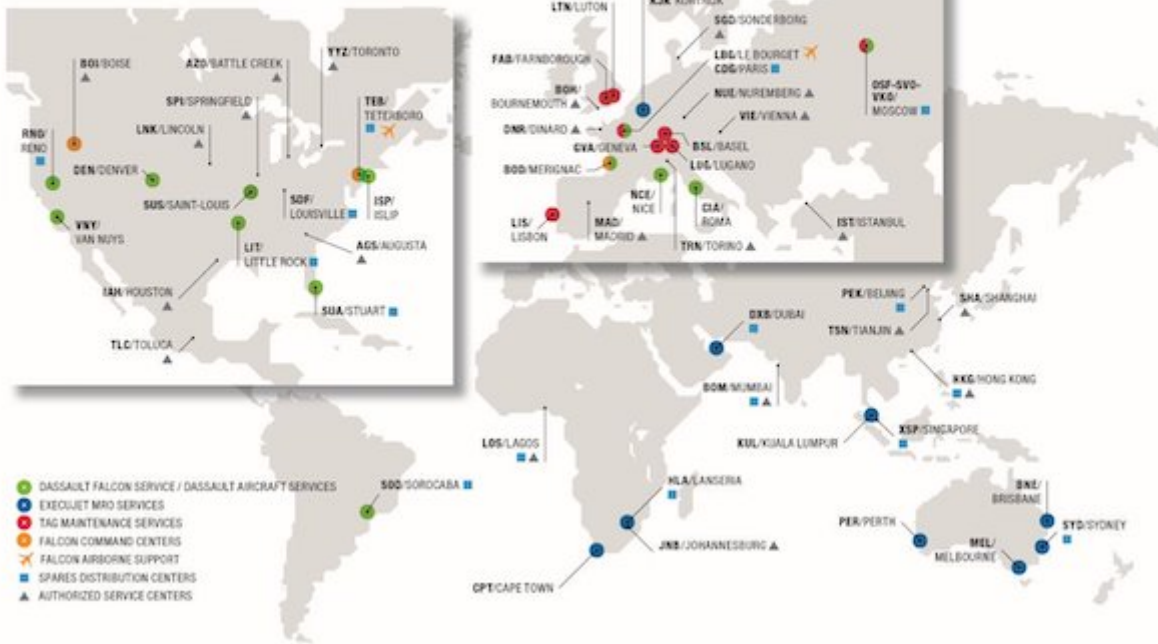 BOI/BOISE
AZO/BATTLE CREEK
YYZ/TORONTO
SPI/SPRINGFIELD
TEB/
TETERBORO
RNO/
RENO
LNK/LINCOLN
DEN/DENVER
SUS/SAINT-LOUIS
SDF/
LOUISVILLE
ISP/
ISLIP
VNY/
VAN NUYS
LIT/
LITTLE ROCK
AGS/AUGUSTA
IAH/HOUSTON
SUA/STUART
TLC/TOLUCA
LTN/LUTON
SGD/SONDERBORG
FAB/FARNBOROUGH
LBG/LE BOURGET
CDG/PARIS
BOH/
BOURNEMOUTH
NUE/NUREMBERG
OSF-SVO-
VKO/
MOSCOW
DNR/DINARD
VIE/VIENNA
GVA/GENEVA
BSL/BASEL
BOD/MERIGNAC
LUG/LUGANO
NCE/
NICE
CIA/
ROMA
LIS/
LISBON
MAD/
MADRID
TRN/TORINO
IST/ISTANBUL
PEK/BEIJING
SHA/SHANGHAI
DXB/DUBAI
TSN/TIANJIN
BOM/MUMBAI
HKG/HONG KONG
LOS/LAGOS
KUL/KUALA LUMPUR
XSP/SINGAPORE
SOD/SOROCABA
HLA/LANSERIA
BNE/
BRISBANE
PER/PERTH
SYD/SYDNEY
JNB/JOHANNESBURG
MEL/
MELBOURNE
CPT/CAPE TOWN
DASSAULT FALCON SERVICE / DASSAULT AIRCRAFT SERVICES
EXECUJET MRO SERVICES
TAG MAINTENANCE SERVICES
FALCON COMMAND CENTERS
FALCON AIRBORNE SUPPORT
SPARES DISTRIBUTION CENTERS
AUTHORIZED SERVICE CENTERS